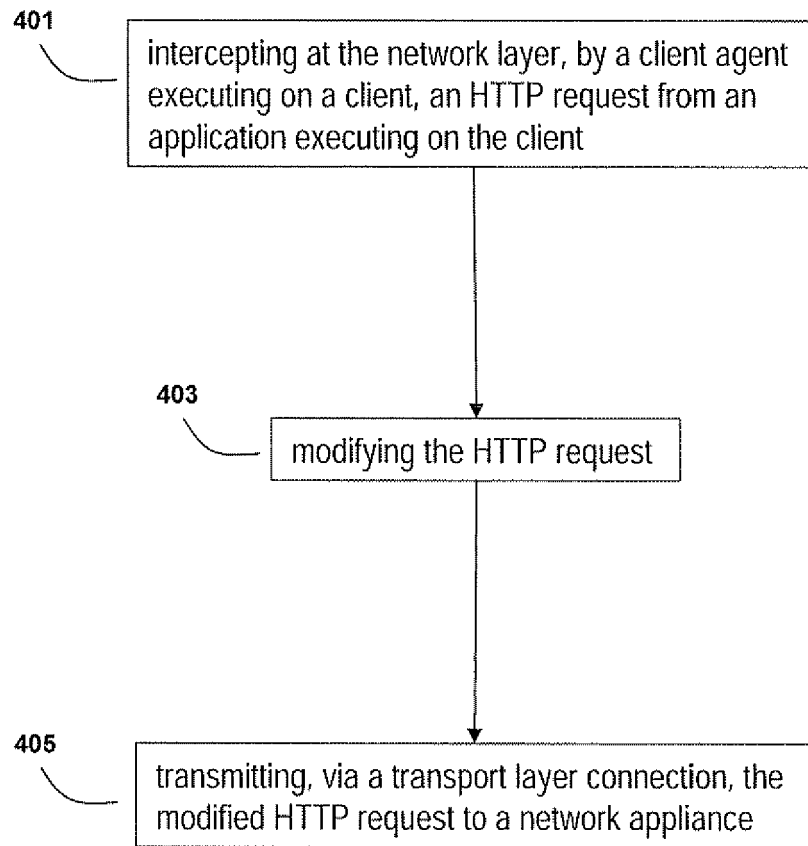 401
intercepting at the network layer, by a client agent
executing on a client, an HTTP request from an
application executing on the client
403
modifying the HTTP request
405
transmitting, via a transport layer connection, the
modified HTTP request to a network appliance